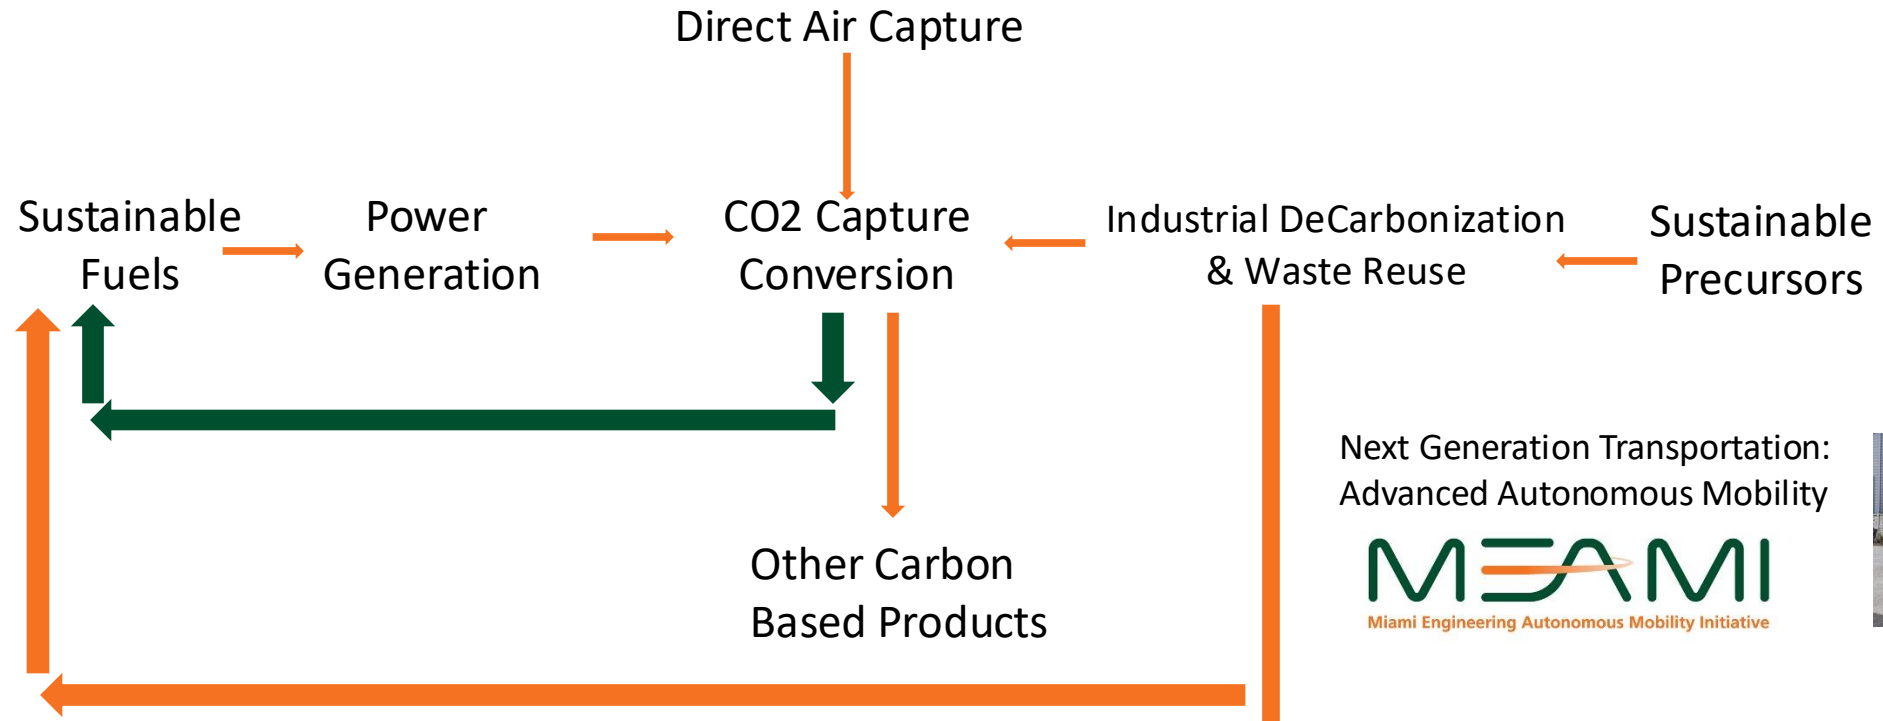 Direct Air Capture
Sustainable
Fuels
Power
Generation
CO2 Capture
Conversion
Industrial DeCarbonization
& Waste Reuse
Sustainable
Precursors
Next Generation Transportation:
Advanced Autonomous Mobility
MEAMI
Miami Engineering Autonomous Mobility Initiative
Other Carbon
Based Products